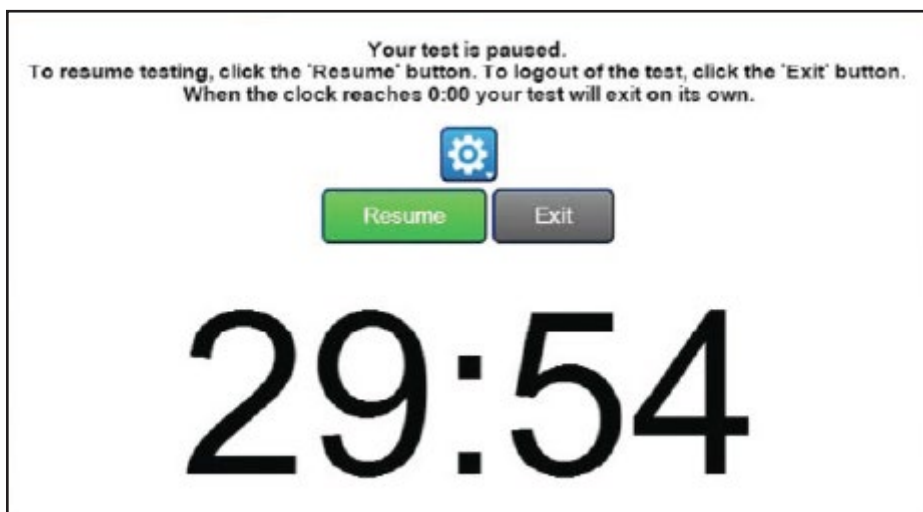 Your test is paused.
To resume testing, click the 'Resume' button. To logout of the test, click the 'Exit' button.
When the clock reaches 0:00 your test will exit on its own.
Resume Exit
29:54